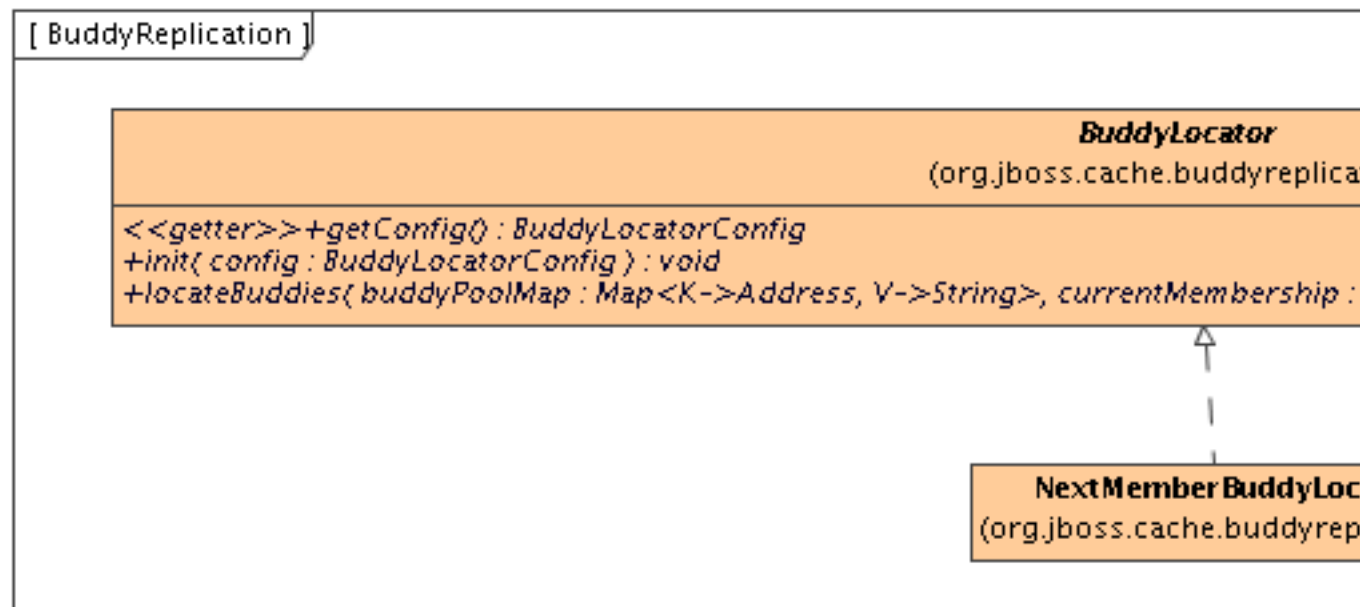 [ BuddyReplication ]
BuddyLocator
(org.jboss.cache.buddyreplica
<<getter>>+getConfig() : BuddyLocatorConfig
+init( config : BuddyLocatorConfig ) : void
+locateBuddies( buddyPoolMap : Map<K->Address, V->String>, currentMembership :
NextMemberBuddyLoc
(org.jboss.cache.buddyrep